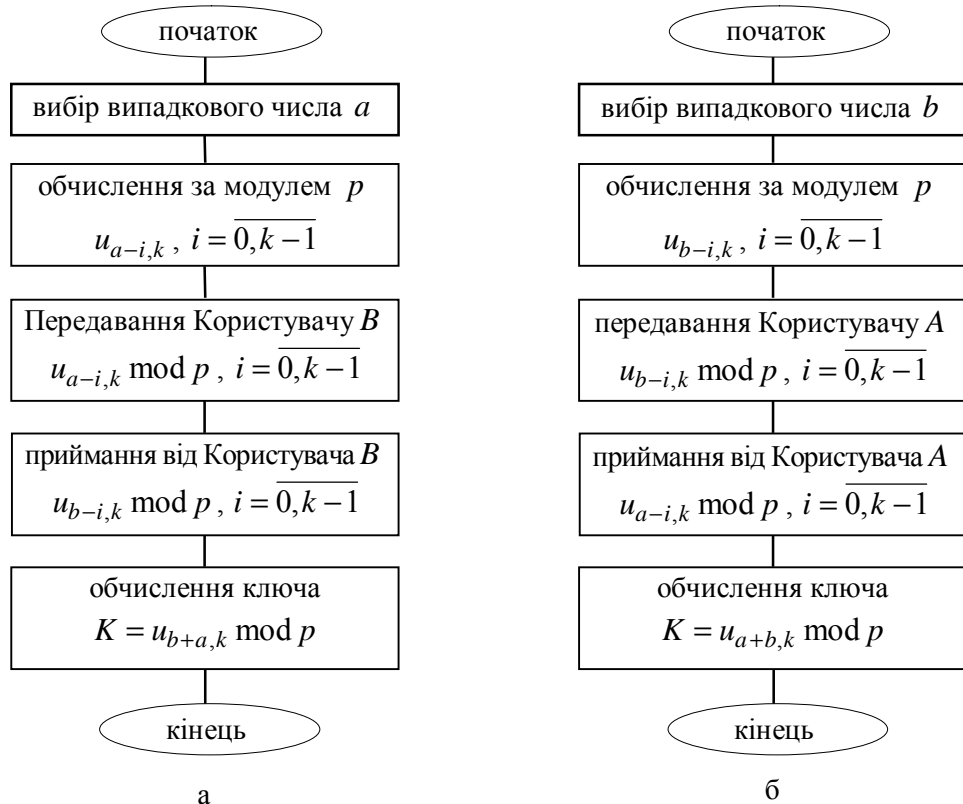 початок
вибір випадкового числа a
обчислення за модулем p
u_{a−i,k} , i = \overline{0,k−1}
Передавання Користувачу B
u_{a−i,k} mod p , i = \overline{0,k−1}
приймання від Користувача B
u_{b−i,k} mod p , i = \overline{0,k−1}
обчислення ключа
K = u_{b+a,k} mod p
кінець
а
початок
вибір випадкового числа b
обчислення за модулем p
u_{b−i,k} , i = \overline{0,k−1}
передавання Користувачу A
u_{b−i,k} mod p , i = \overline{0,k−1}
приймання від Користувача A
u_{a−i,k} mod p , i = \overline{0,k−1}
обчислення ключа
K = u_{a+b,k} mod p
кінець
б